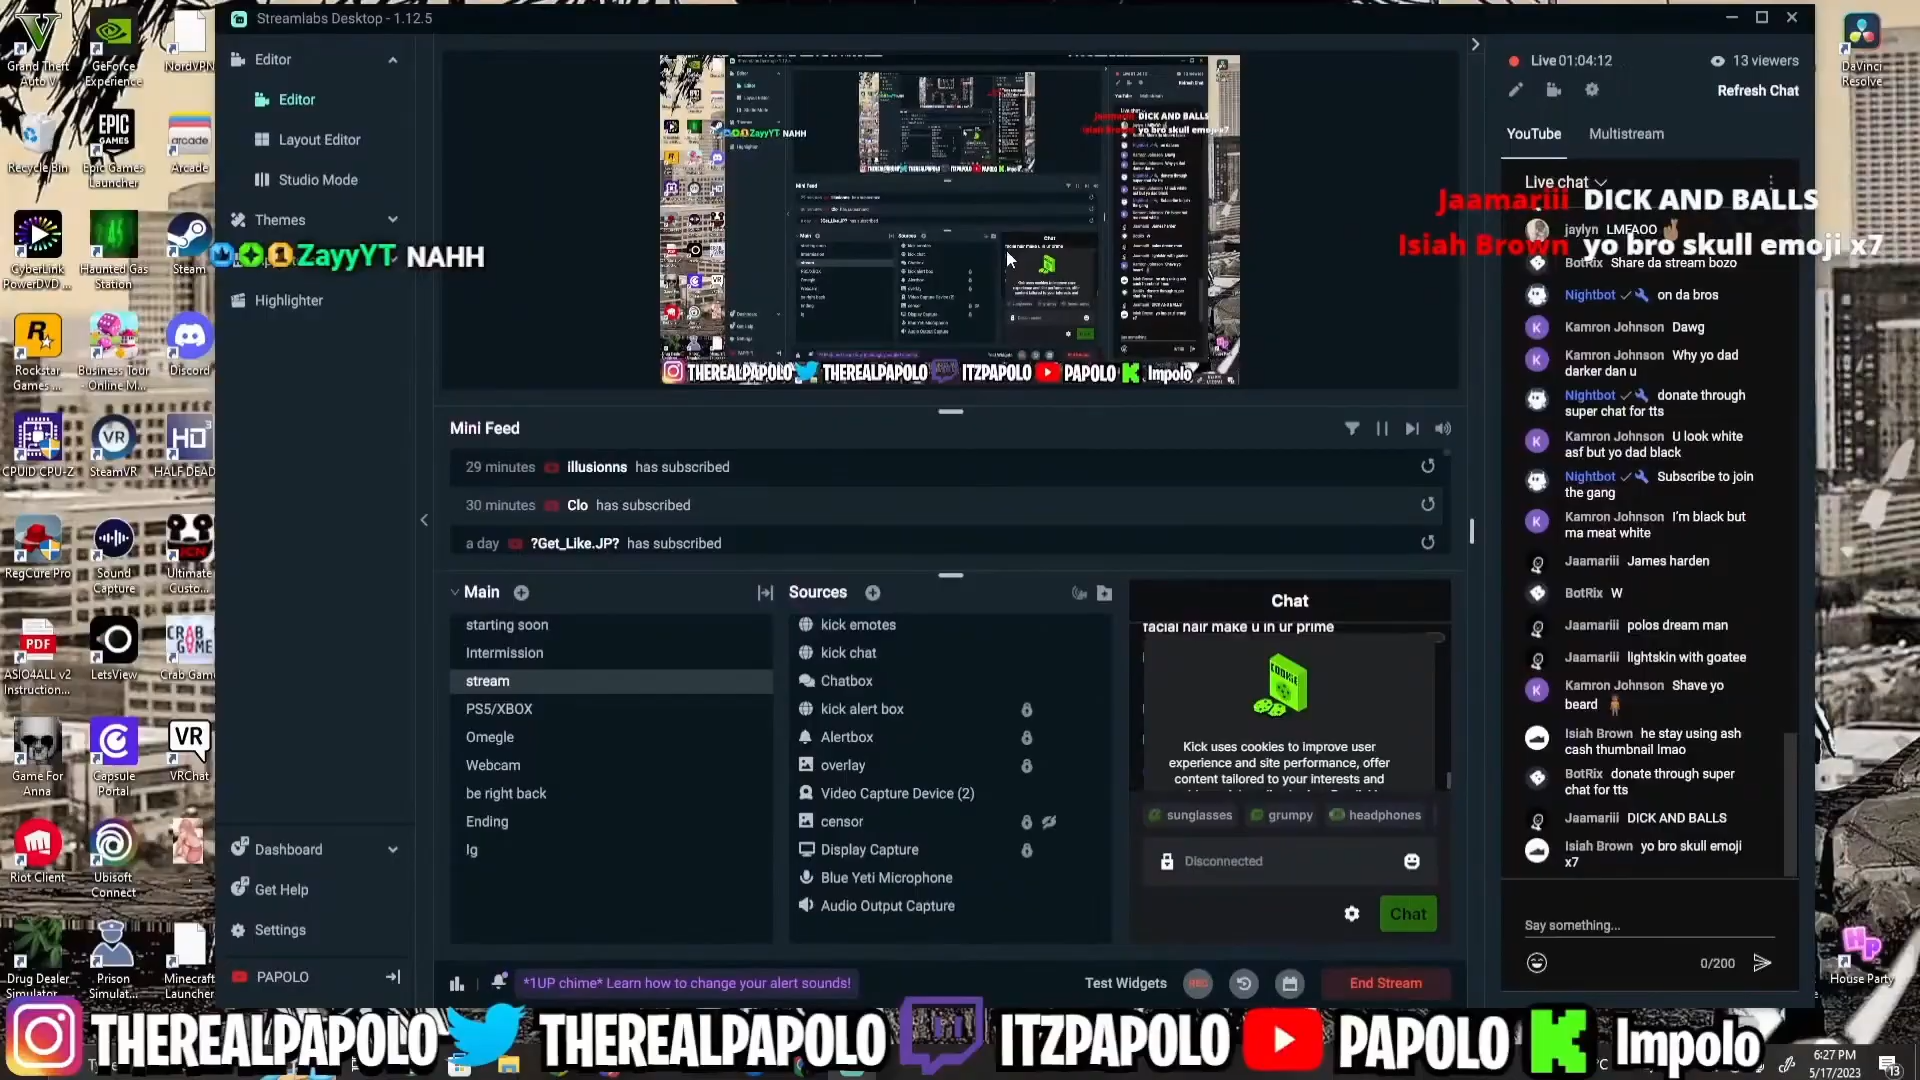 Streamlabs Desktop - 1.12.5
Grand Theft
Auto V
GeForce
Experience
NordVPN
Recycle Bin
Epic Games
Launcher
Arcade
CyberLink
PowerDVD ...
Haunted Gas
Station
Steam
Rockstar
Games ...
Business Tour
- Online M...
Discord
CPUID CPU-Z
SteamVR
HALF DEAD
RegCure Pro
Sound
Capture
Ultimate
Custo...
ASIO4ALL v2
Instruction...
LetsView
Crab Game
Game For
Anna
Capsule
Portal
VRChat
Riot Client
Ubisoft
Connect
Drug Dealer
Simulator
Prison
Simulat...
Minecraft
Launcher
DaVinci
Resolve
House Party
Editor
Editor
Layout Editor
Studio Mode
Themes
ZayyYT NAHH
Highlighter
Dashboard
Get Help
Settings
PAPOLO
ZayyYT NAHH
Jaamariii DICK AND BALLS
Isiah Brown yo bro skull emoji x7
THEREALPAPOLO THEREALPAPOLO ITZPAPOLO PAPOLO Impolo
Mini Feed
29 minutes illusionns has subscribed
30 minutes Clo has subscribed
a day ?Get_Like.JP? has subscribed
Main
starting soon
Intermission
stream
PS5/XBOX
Omegle
Webcam
be right back
Ending
Sources
kick emotes
kick chat
Chatbox
kick alert box
Alertbox
overlay
Video Capture Device (2)
censor
Display Capture
Blue Yeti Microphone
Audio Output Capture
Chat
facial hair make u in ur prime
COOKIE
Kick uses cookies to improve user
experience and site performance, offer
content tailored to your interests and
sunglasses grumpy headphones
Disconnected
Chat
*1UP chime* Learn how to change your alert sounds!
Test Widgets
REC
End Stream
Live 01:04:12
13 viewers
Refresh Chat
YouTube Multistream
Live chat
Jaamariii DICK AND BALLS
jaylyn LMFAOO
Isiah Brown yo bro skull emoji x7
BotRix Share da stream bozo
Nightbot on da bros
Kamron Johnson Dawg
Kamron Johnson Why yo dad
darker dan u
Nightbot donate through
super chat for tts
Kamron Johnson U look white
asf but yo dad black
Nightbot Subscribe to join
the gang
Kamron Johnson I'm black but
ma meat white
Jaamariii James harden
BotRix W
Jaamariii polos dream man
Jaamariii lightskin with goatee
Kamron Johnson Shave yo
beard
Isiah Brown he stay using ash
cash thumbnail lmao
BotRix donate through super
chat for tts
Jaamariii DICK AND BALLS
Isiah Brown yo bro skull emoji
x7
Say something...
0/200
THEREALPAPOLO THEREALPAPOLO ITZPAPOLO PAPOLO Impolo
6:27 PM
5/17/2023
13